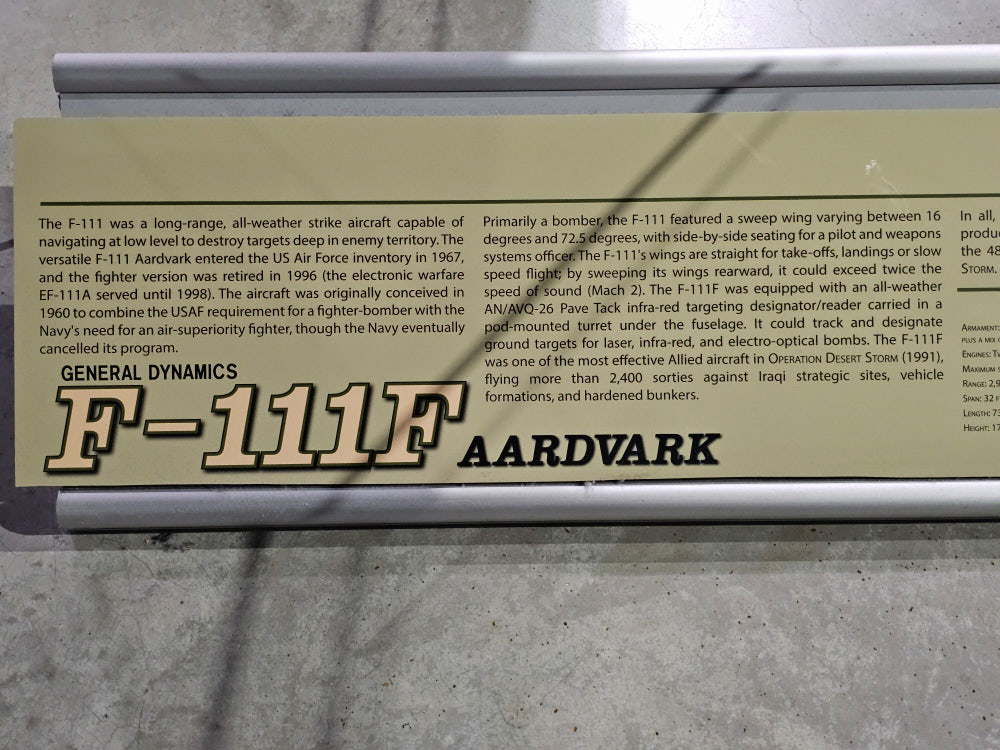 The F-111 was a long-range, all-weather strike aircraft capable of
navigating at low level to destroy targets deep in enemy territory. The
versatile F-111 Aardvark entered the US Air Force inventory in 1967,
and the fighter version was retired in 1996 (the electronic warfare
EF-111A served until 1998). The aircraft was originally conceived in
1960 to combine the USAF requirement for a fighter-bomber with the
Navy's need for an air-superiority fighter, though the Navy eventually
cancelled its program.
GENERAL DYNAMICS
F-111F AARDVARK
Primarily a bomber, the F-111 featured a sweep wing varying between 16
degrees and 72.5 degrees, with side-by-side seating for a pilot and weapons
systems officer. The F-111's wings are straight for take-offs, landings or slow
speed flight; by sweeping its wings rearward, it could exceed twice the
speed of sound (Mach 2). The F-111F was equipped with an all-weather
AN/AVQ-26 Pave Tack infra-red targeting designator/reader carried in a
pod-mounted turret under the fuselage. It could track and designate
ground targets for laser, infra-red, and electro-optical bombs. The F-111F
was one of the most effective Allied aircraft in OPERATION DESERT STORM (1991),
flying more than 2,400 sorties against Iraqi strategic sites, vehicle
formations, and hardened bunkers.
In all,
the 48
STORM.
ARMAMENT:
PLUS A MIX
ENGINES:
MAXIMUM
RANGE: 2,9
SPAN: 32
LENGTH: 73
HEIGHT: 17